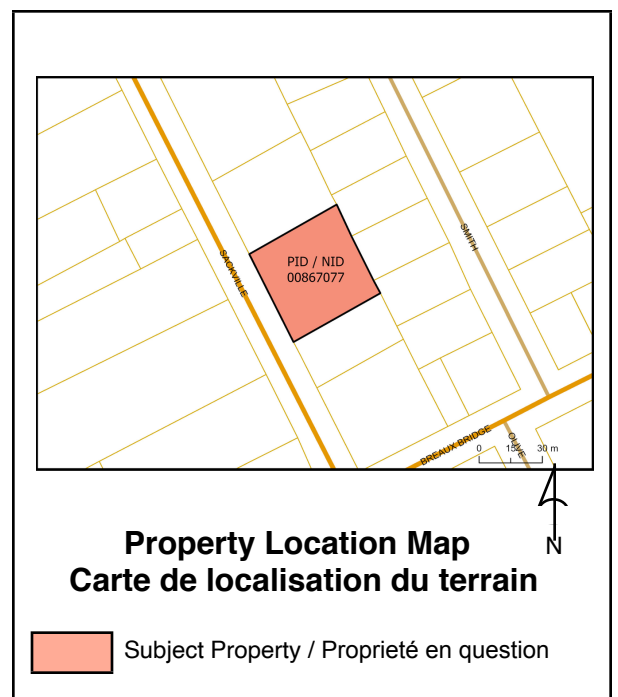 PID / NID
00867077
SACKVILLE
SMITH
BREAUX BRIDGE
OLIVE
0 15 30 m
N
Property Location Map
Carte de localisation du terrain
Subject Property / Proprieté en question